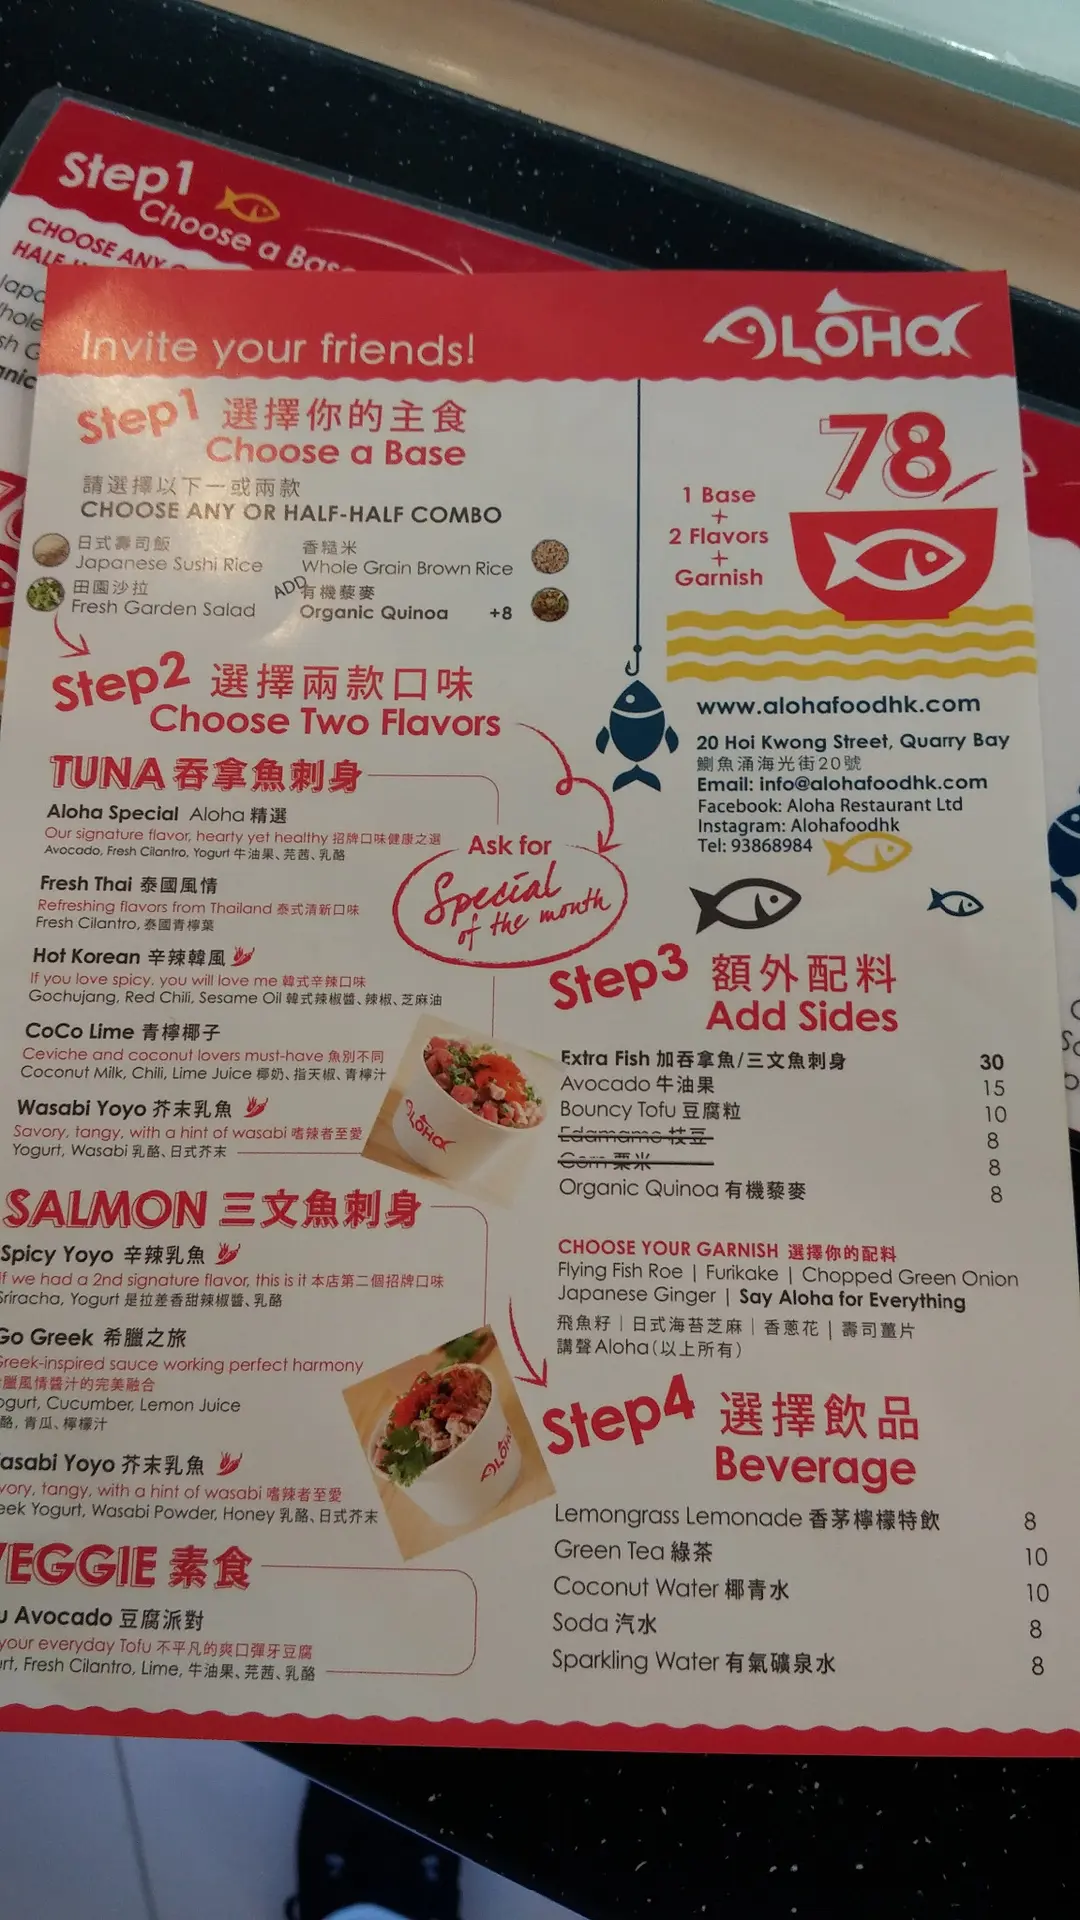 Step1
Choose a Base
CHOOSE ANY
Invite your friends!
ALOHA
Step1 選擇你的主食
Choose a Base
請選擇以下一或兩款
CHOOSE ANY OR HALF-HALF COMBO
日式壽司飯
Japanese Sushi Rice
香糙米
Whole Grain Brown Rice
田園沙拉
Fresh Garden Salad
ADD
有機藜麥
Organic Quinoa +8
78
1 Base
+
2 Flavors
+
Garnish
www.alohafoodhk.com
20 Hoi Kwong Street, Quarry Bay
鰂魚涌海光街20號
Email: info@alohafoodhk.com
Facebook: Aloha Restaurant Ltd
Instagram: Alohafoodhk
Tel: 93868984
Step2 選擇兩款口味
Choose Two Flavors
Ask for
Special
of the month
TUNA 吞拿魚刺身
Aloha Special Aloha 精選
Our signature flavor, hearty yet healthy 招牌口味健康之選
Avocado, Fresh Cilantro, Yogurt 牛油果、芫茜、乳酪
Fresh Thai 泰國風情
Refreshing flavors from Thailand 泰式清新口味
Fresh Cilantro, 泰國青檸葉
Hot Korean 辛辣韓風
If you love spicy, you will love me 韓式辛辣口味
Gochujang, Red Chili, Sesame Oil 韓式辣椒醬、辣椒、芝麻油
CoCo Lime 青檸椰子
Ceviche and coconut lovers must-have 魚別不同
Coconut Milk, Chili, Lime Juice 椰奶、指天椒、青檸汁
Wasabi Yoyo 芥末乳魚
Savory, tangy, with a hint of wasabi 嗜辣者至愛
Yogurt, Wasabi 乳酪、日式芥末
ALOHA
SALMON 三文魚刺身
Spicy Yoyo 辛辣乳魚
If we had a 2nd signature flavor, this is it 本店第二個招牌口味
Sriracha, Yogurt 是拉差香甜辣椒醬、乳酪
Go Greek 希臘之旅
Greek-inspired sauce working perfect harmony
臘風情醬汁的完美融合
ogurt, Cucumber, Lemon Juice
酪, 青瓜、檸檬汁
asabi Yoyo 芥末乳魚
vory, tangy, with a hint of wasabi 嗜辣者至愛
eek Yogurt, Wasabi Powder, Honey 乳酪、日式芥末
ALOHA
VEGGIE 素食
u Avocado 豆腐派對
your everyday Tofu 不平凡的爽口彈牙豆腐
urt, Fresh Cilantro, Lime, 牛油果、芫茜、乳酪
Step3 額外配料
Add Sides
Extra Fish 加吞拿魚/三文魚刺身 30
Avocado 牛油果 15
Bouncy Tofu 豆腐粒 10
Edamame 枝豆 8
Corn 粟米 8
Organic Quinoa 有機藜麥 8
CHOOSE YOUR GARNISH 選擇你的配料
Flying Fish Roe | Furikake | Chopped Green Onion
Japanese Ginger | Say Aloha for Everything
飛魚籽 | 日式海苔芝麻 | 香蔥花 | 壽司薑片
講聲Aloha(以上所有)
Step4 選擇飲品
Beverage
Lemongrass Lemonade 香茅檸檬特飲 8
Green Tea 綠茶 10
Coconut Water 椰青水 10
Soda 汽水 8
Sparkling Water 有氣礦泉水 8